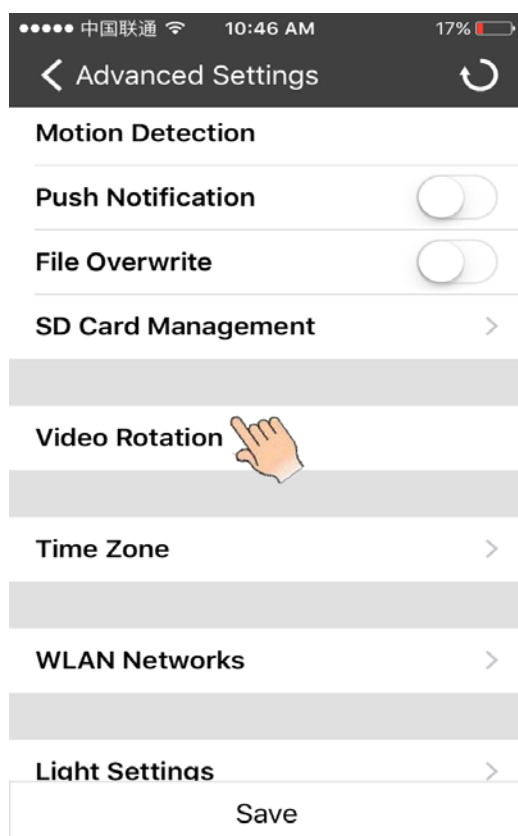 中国联通 10:46 AM 17%
Advanced Settings
Motion Detection
Push Notification
File Overwrite
SD Card Management
Video Rotation
Time Zone
WLAN Networks
Light Settings
Save